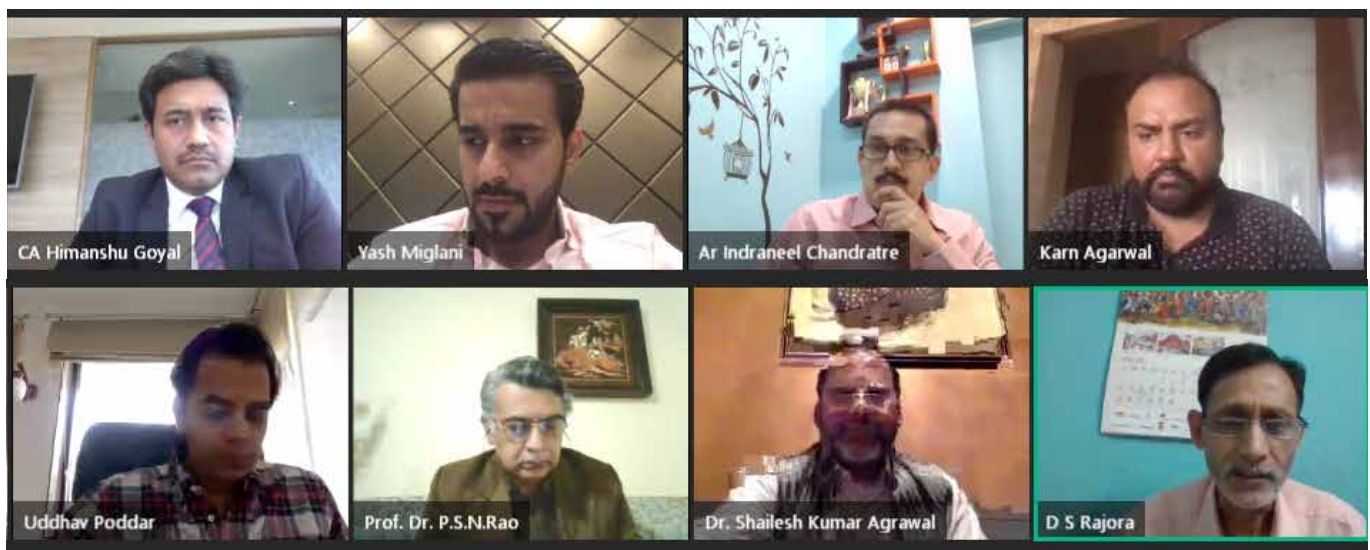 CA Himanshu Goyal
Yash Miglani
Ar Indraneel Chandratre
Karn Agarwal
Uddhav Poddar
Prof. Dr. P.S.N.Rao
Dr. Shailesh Kumar Agrawal
D S Rajora